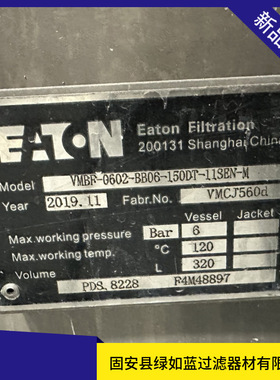 新品
EATON
Eaton Filtration
200131 Shanghai China
Model VMBF-0602-BB06-150DT-11SEN-M
Year 2019.11 Fabr.No. VMCJ560d
Vessel Jacket
Max.working pressure Bar 6
Max.working temp. °C 120
Volume L 320
PDS 8228 F4M48897
固安县绿如蓝过滤器材有限